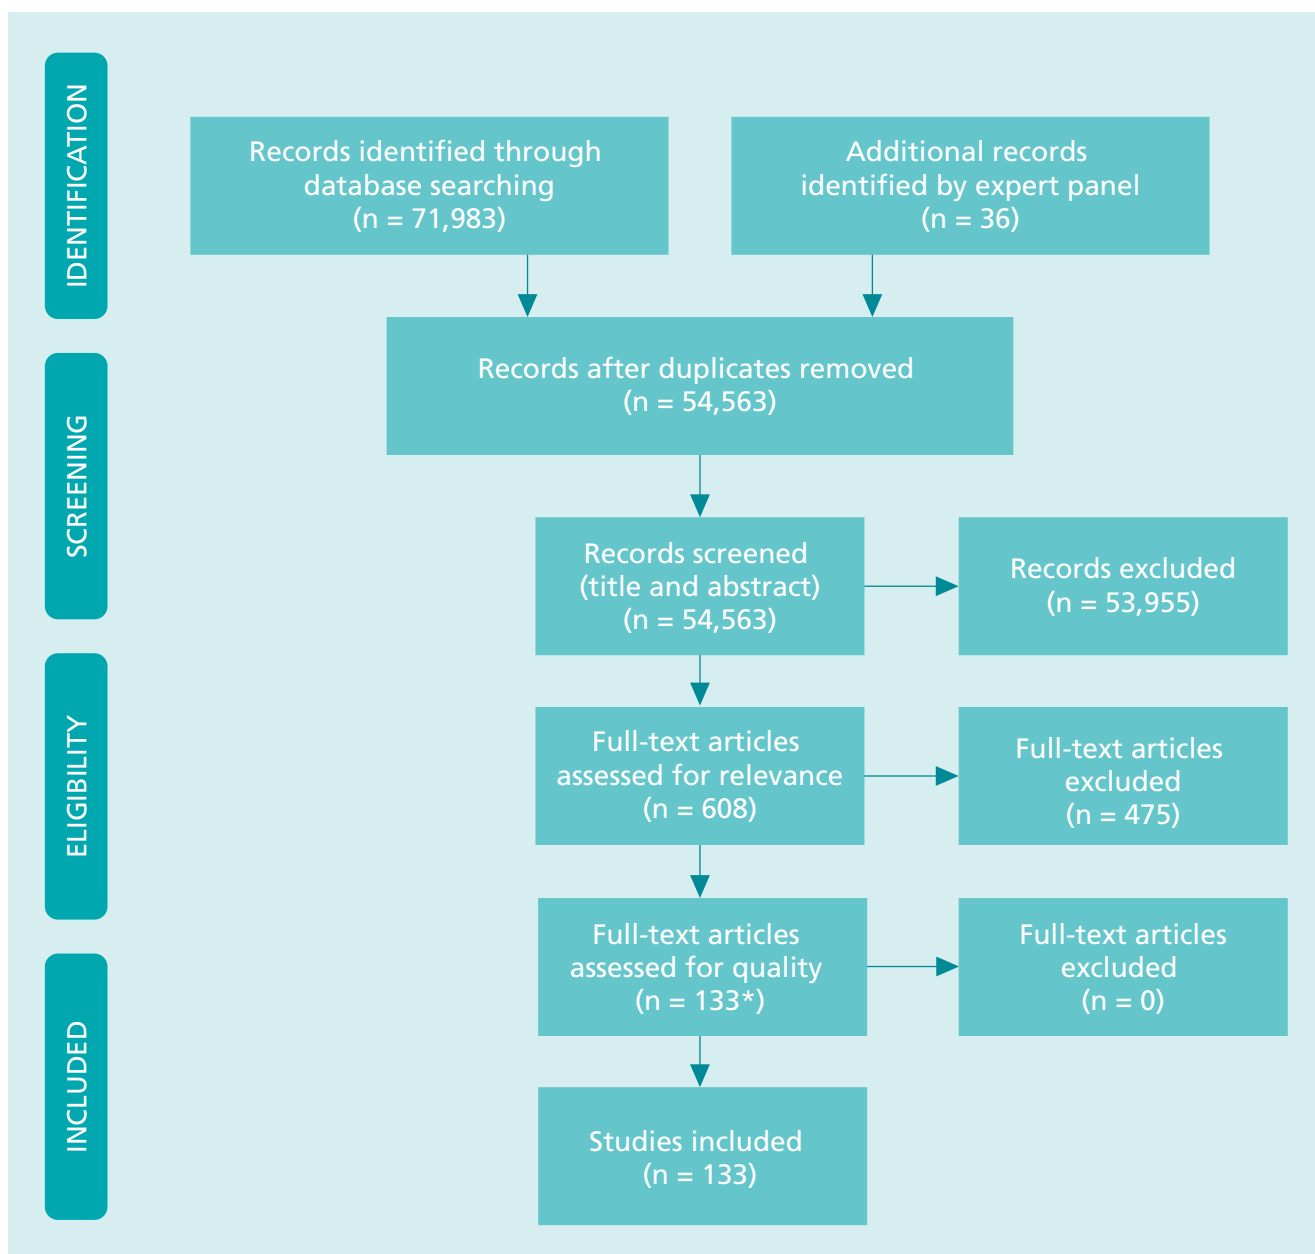 IDENTIFICATION
Records identified through
database searching
(n = 71,983)
Additional records
identified by expert panel
(n = 36)
Records after duplicates removed
(n = 54,563)
SCREENING
Records screened
(title and abstract)
(n = 54,563)
Records excluded
(n = 53,955)
ELIGIBILITY
Full-text articles
assessed for relevance
(n = 608)
Full-text articles
excluded
(n = 475)
Full-text articles
assessed for quality
(n = 133*)
Full-text articles
excluded
(n = 0)
INCLUDED
Studies included
(n = 133)